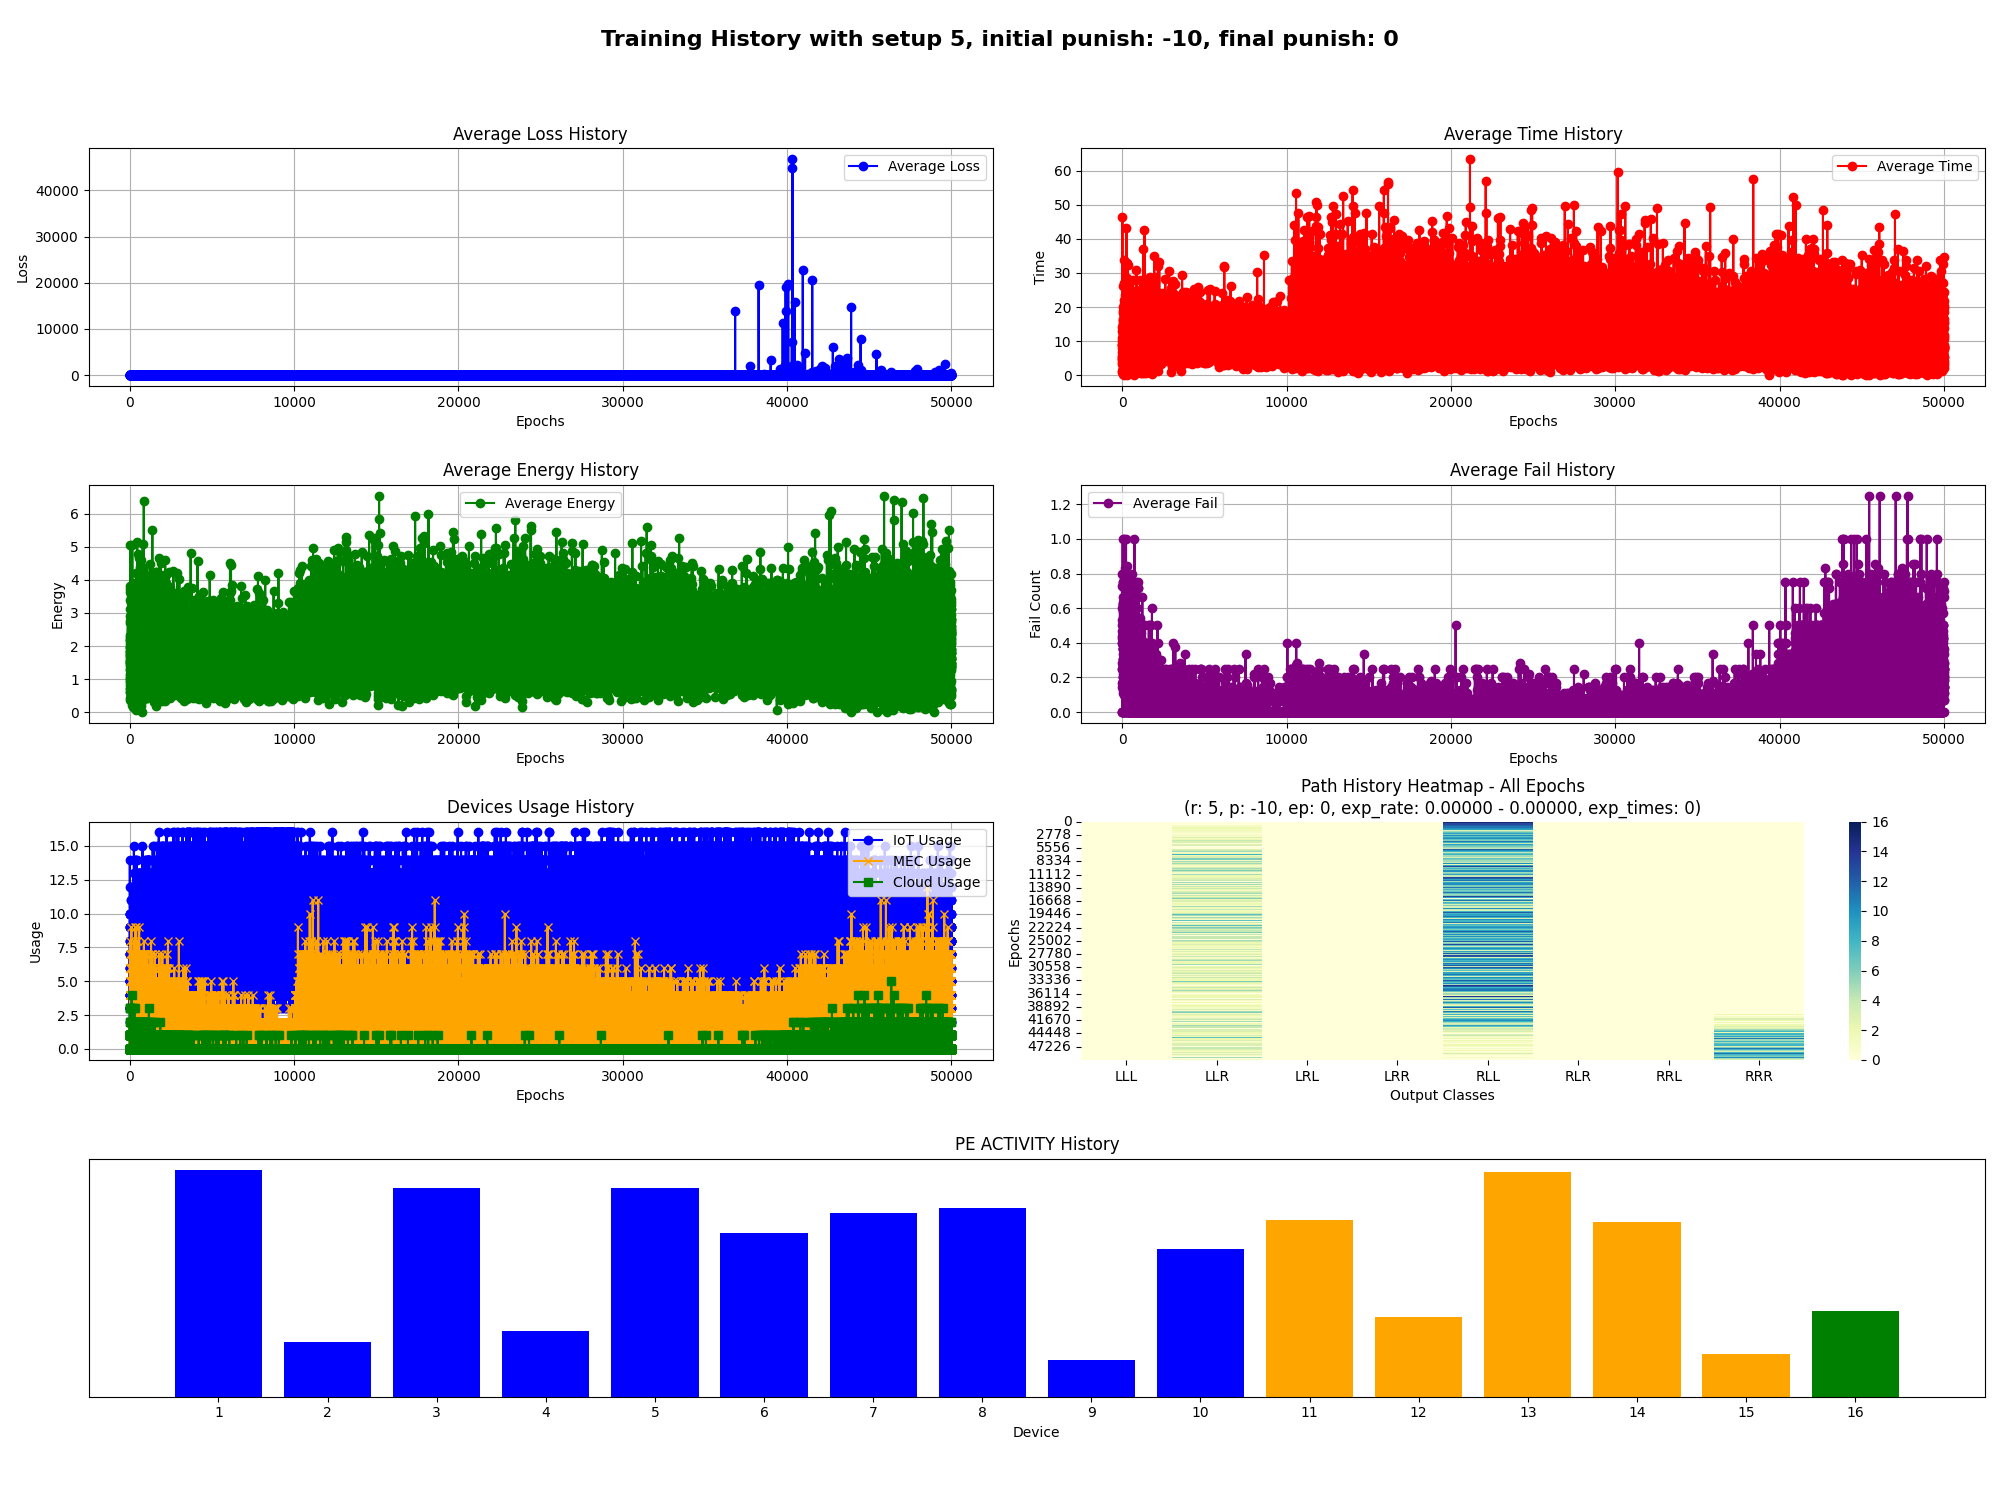 Training History with setup 5, initial punish: -10, final punish: 0
Average Loss History
Average Loss
Loss
40000
30000
20000
10000
0
0 10000 20000 30000 40000 50000
Epochs
Average Time History
Average Time
Time
60
50
40
30
20
10
0
0 10000 20000 30000 40000 50000
Epochs
Average Energy History
Average Energy
Energy
6
5
4
3
2
1
0
0 10000 20000 30000 40000 50000
Epochs
Average Fail History
Average Fail
Fail Count
1.2
1.0
0.8
0.6
0.4
0.2
0.0
0 10000 20000 30000 40000 50000
Epochs
Devices Usage History
IoT Usage
MEC Usage
Cloud Usage
Usage
15.0
12.5
10.0
7.5
5.0
2.5
0.0
0 10000 20000 30000 40000 50000
Epochs
Path History Heatmap - All Epochs
(r: 5, p: -10, ep: 0, exp_rate: 0.00000 - 0.00000, exp_times: 0)
Epochs
0
2778
5556
8334
11112
13890
16668
19446
22224
25002
27780
30558
33336
36114
38892
41670
44448
47226
LLL LLR LRL LRR RLL RLR RRL RRR
Output Classes
16
14
12
10
8
6
4
2
0
PE ACTIVITY History
1 2 3 4 5 6 7 8 9 10 11 12 13 14 15 16
Device